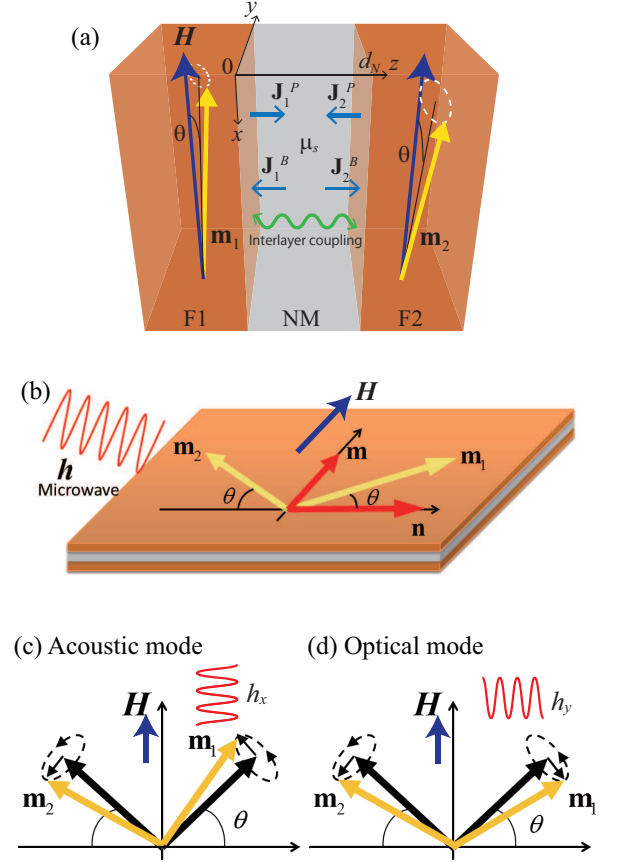 (a)
H
y
0
d_N z
x
θ
θ
J_1^P J_2^P
μ_s
J_1^B J_2^B
Interlayer coupling
m_1
m_2
F1 NM F2
(b)
H
h
Microwave
m_2
m
m_1
θ
θ
n
(c) Acoustic mode
(d) Optical mode
H
h_x
m_1
m_2
θ
H
h_y
m_2
m_1
θ